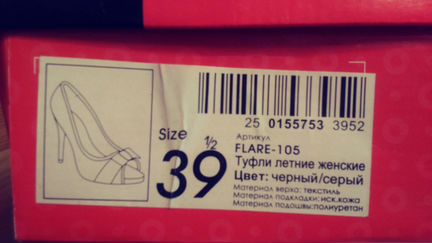 25 0155753 3952
Артикул
FLARE-105
Туфли летние женские
Цвет: черный/серый
Материал верха: текстиль
Материал подкладки: иск.кожа
Материал подошвы:полиуретан
Size
39 1/2